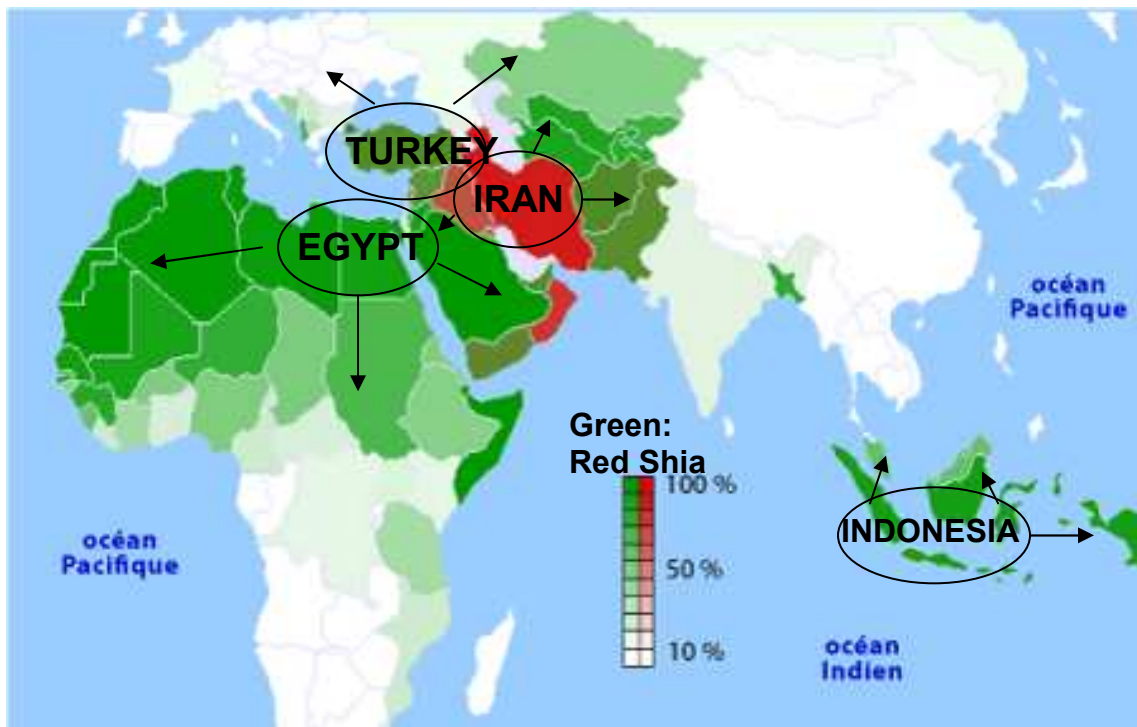 TURKEY
IRAN
EGYPT
océan
Pacifique
Green:
Red Shia
100 %
50 %
10 %
INDONESIA
océan
Pacifique
océan
Indien